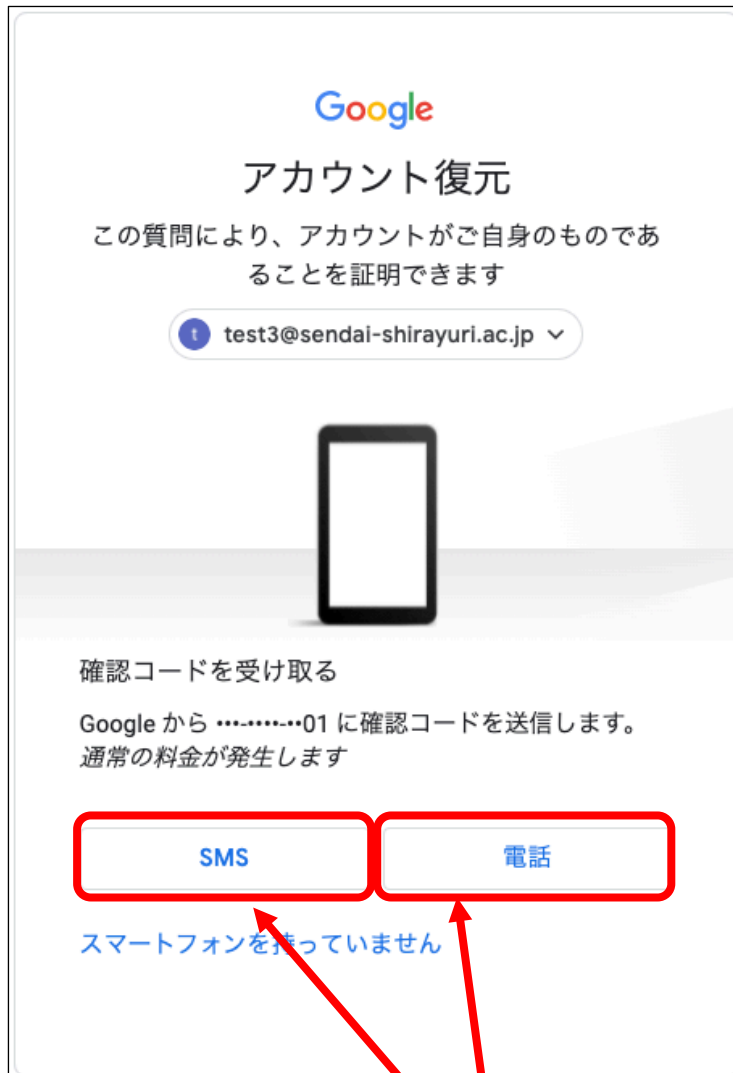 Google
アカウント復元
この質問により、アカウントがご自身のものであ
ることを証明できます
t test3@sendai-shirayuri.ac.jp
確認コードを受け取る
Google から •••-••••-••01 に確認コードを送信します。
通常の料金が発生します
SMS 電話
スマートフォンを持っていません